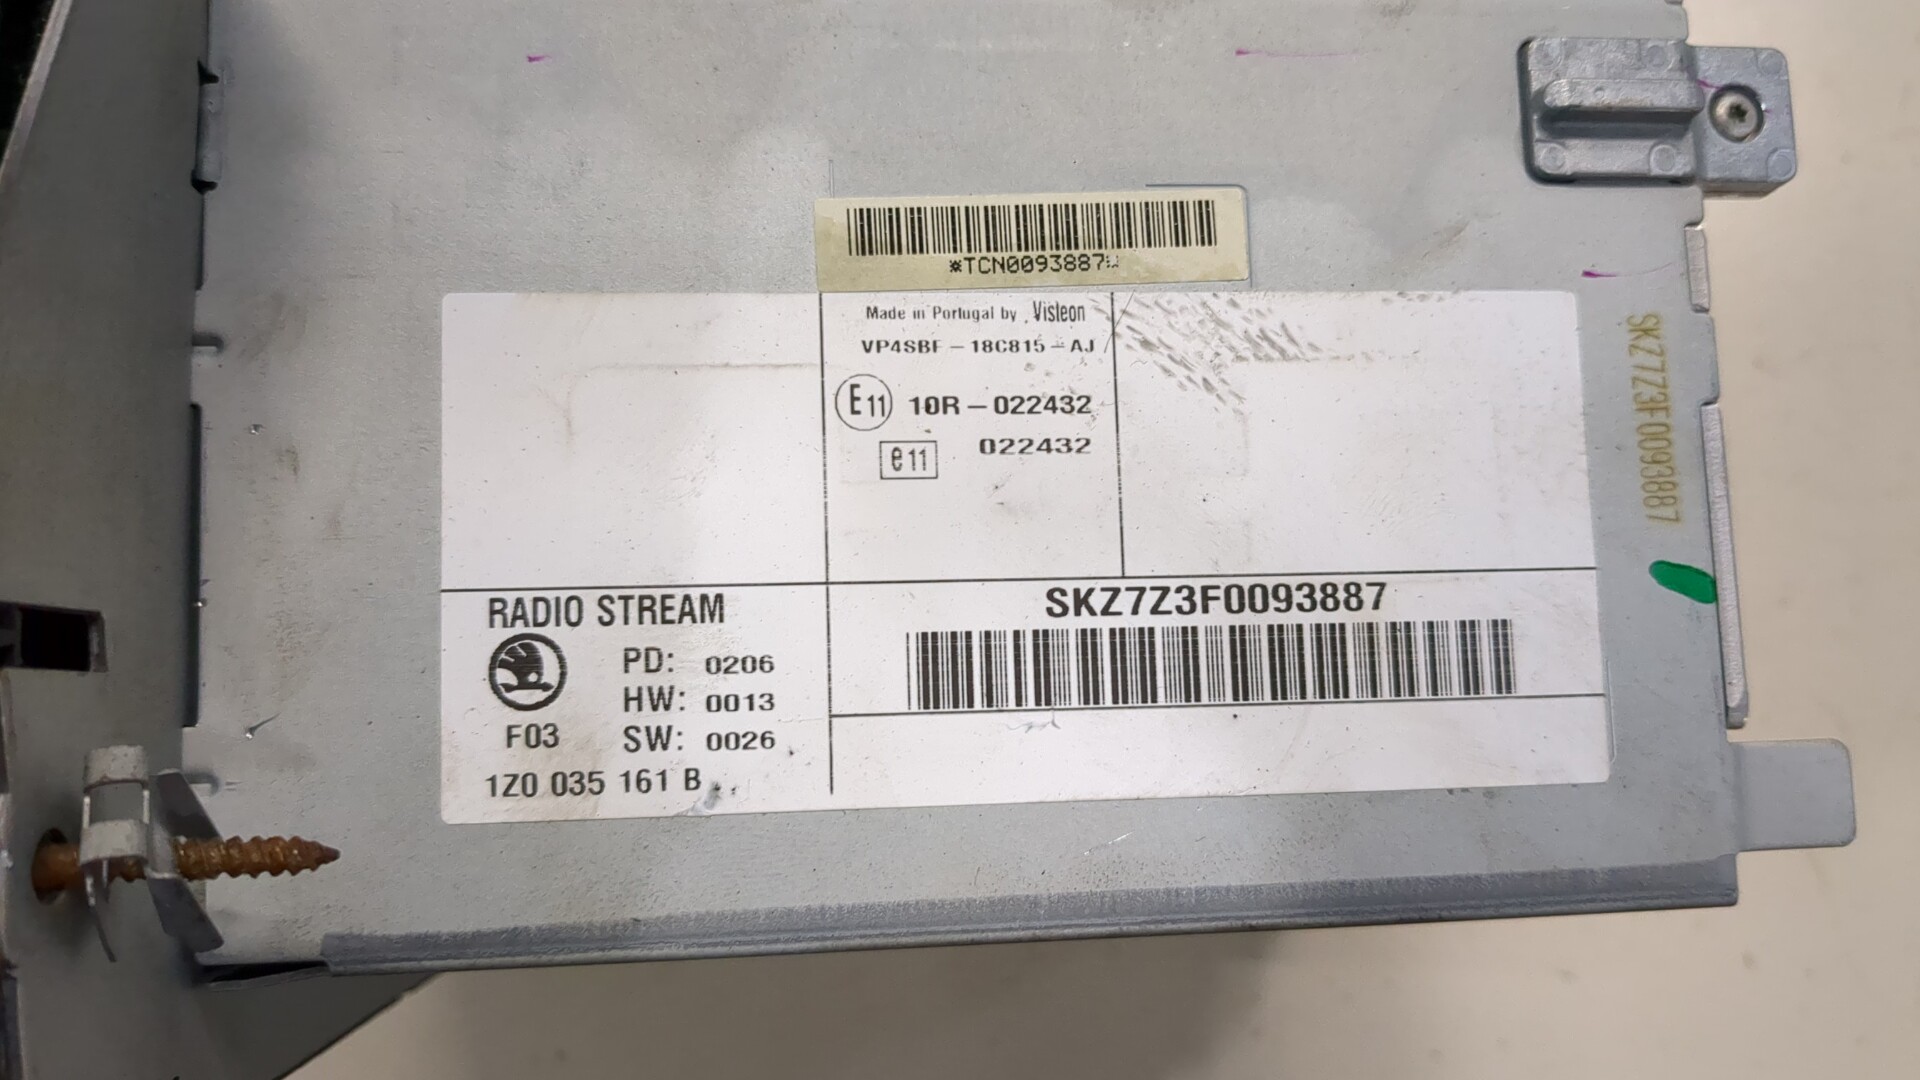 *TCN0093887
Made in Portugal by Visteon
VP4SBF - 18C815 - AJ
E11 10R - 022432
e11 022432
RADIO STREAM
PD: 0206
HW: 0013
F03 SW: 0026
1Z0 035 161 B
SKZ7Z3F0093887
SKZ7Z3F0093887